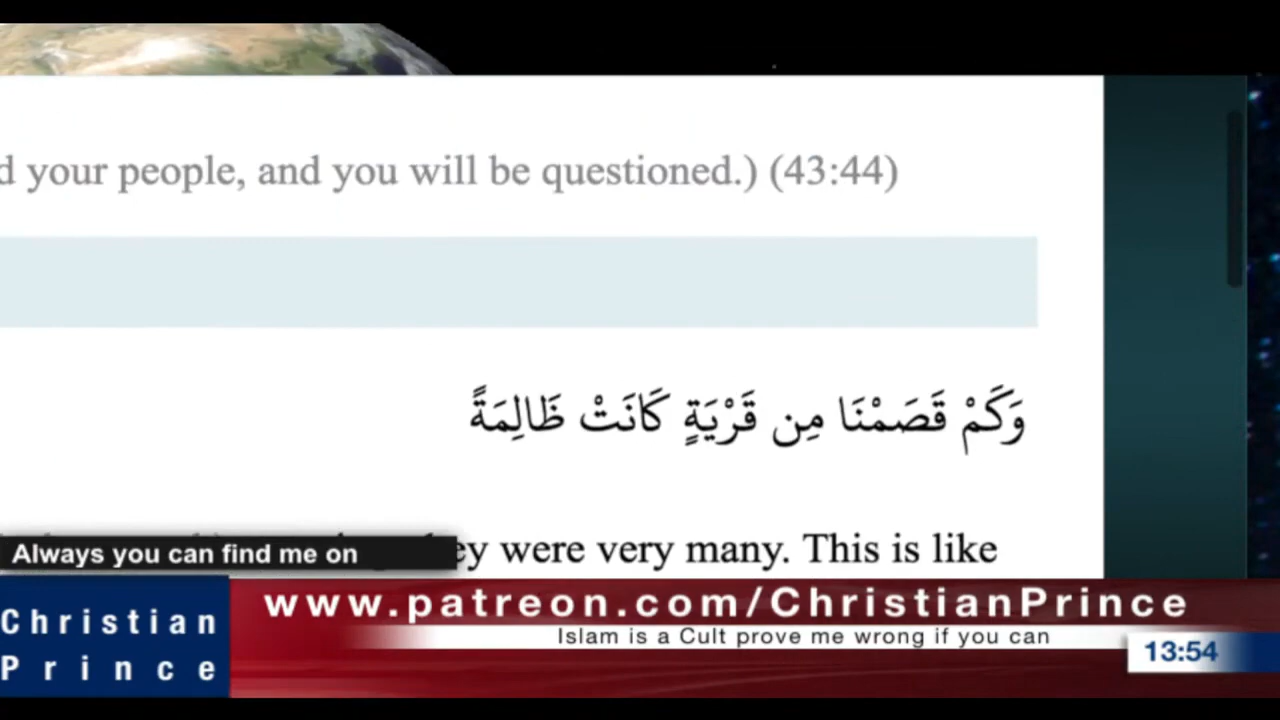 d your people, and you will be questioned.) (43:44)
وَكَمْ قَصَمْنَا مِن قَرْيَةٍ كَانَتْ ظَالِمَةً
ey were very many. This is like
Always you can find me on
www.patreon.com/ChristianPrince
Islam is a Cult prove me wrong if you can
Christian
Prince
13:54